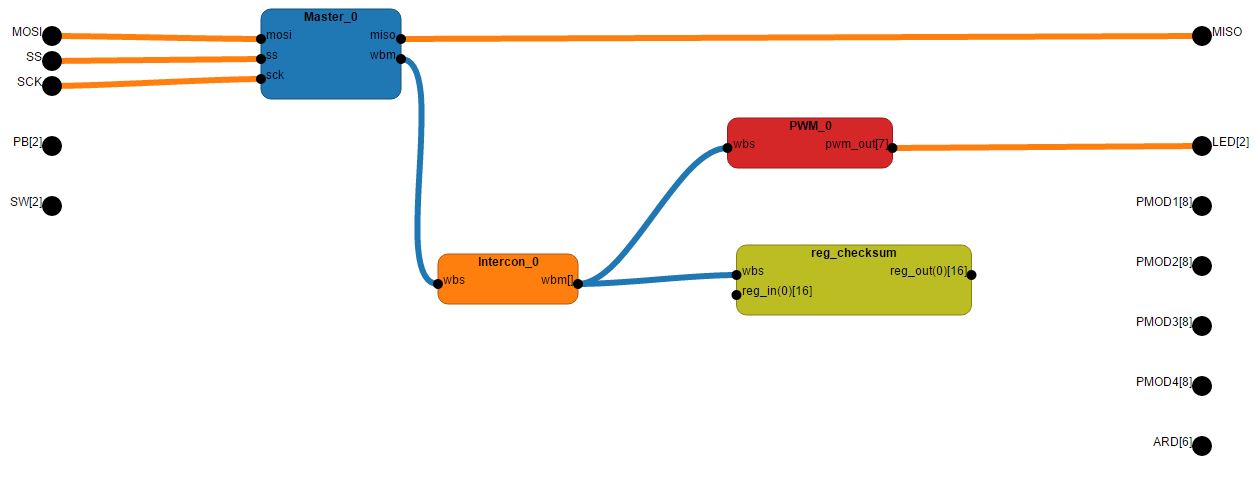 Master_0
MOSI
mosi
miso
MISO
SS
ss
wbm
SCK
sck
PWM_0
PB[2]
wbs
pwm_out[7]
LED[2]
SW[2]
PMOD1[8]
reg_checksum
Intercon_0
PMOD2[8]
wbs
wbm[]
wbs
reg_out(0)[16]
reg_in(0)[16]
PMOD3[8]
PMOD4[8]
ARD[6]